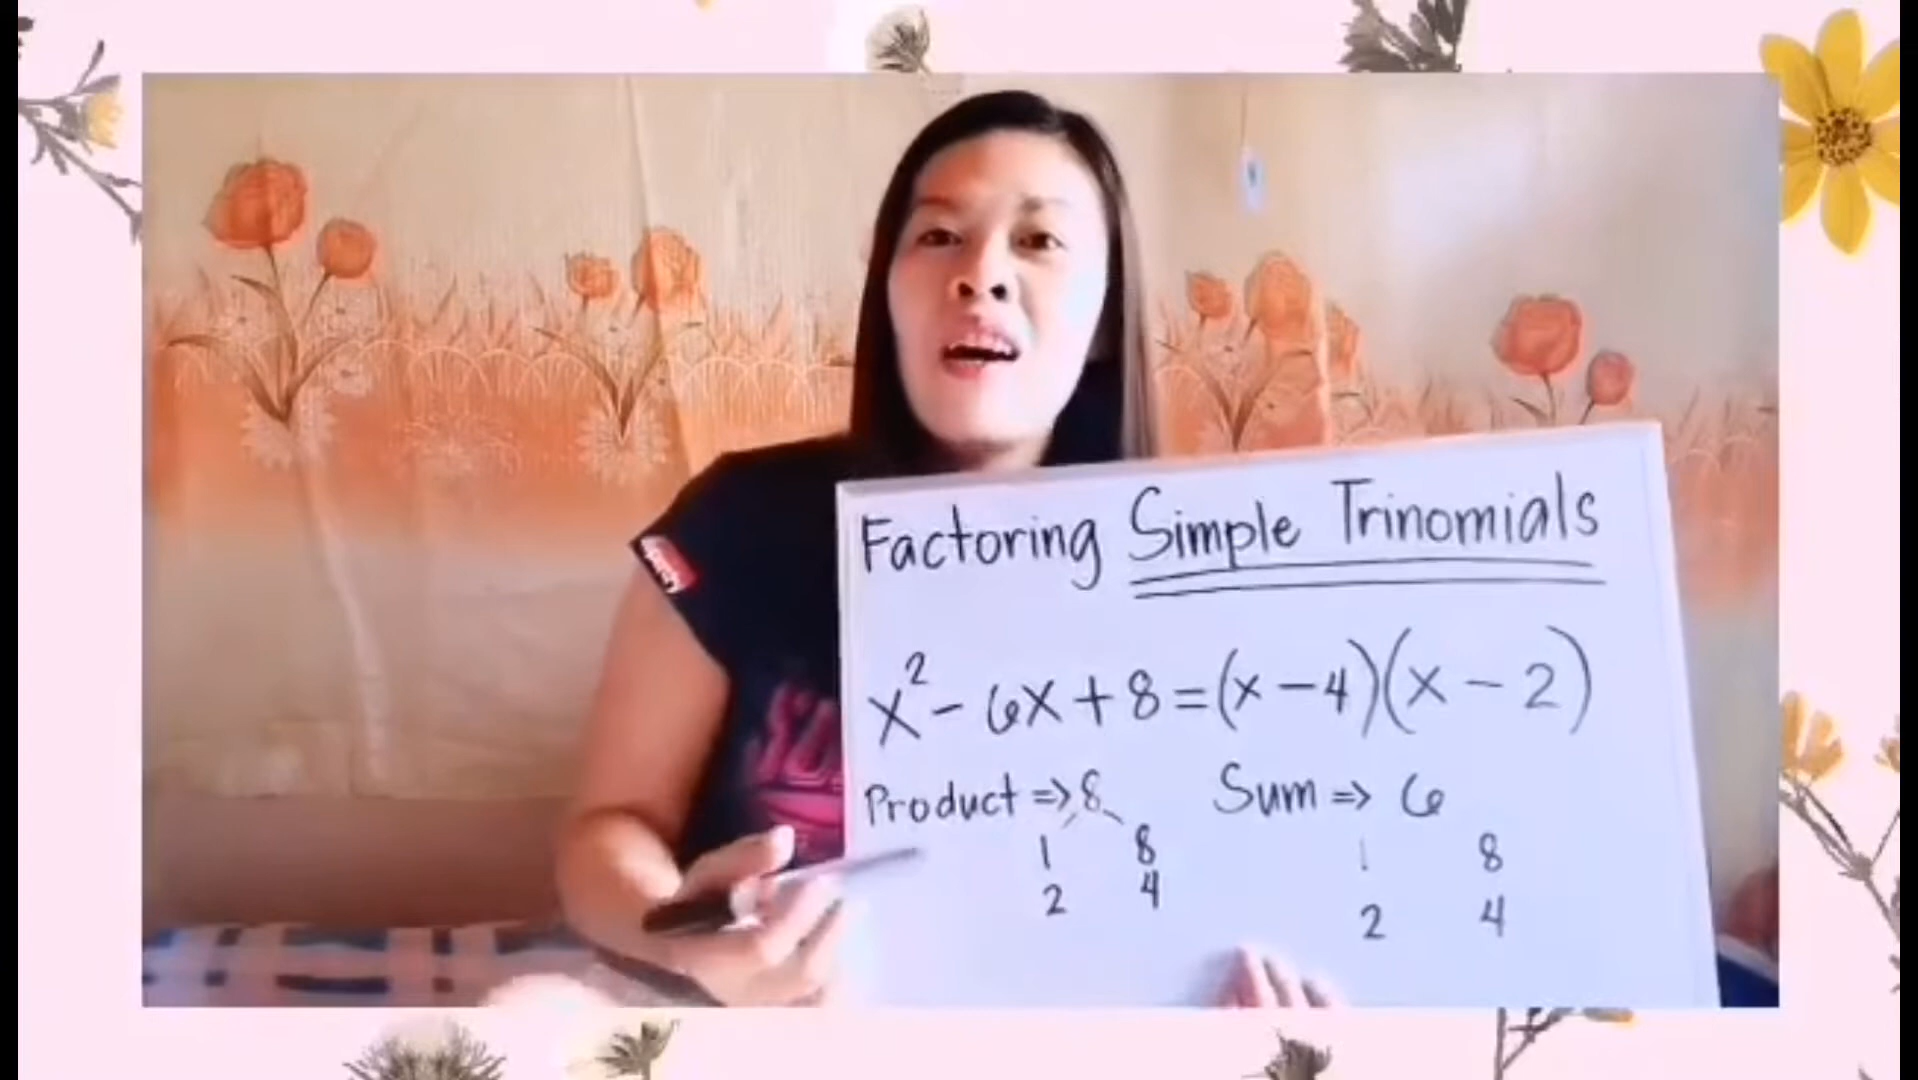 Factoring Simple Trinomials
x² - 6x + 8 = (x - 4)(x - 2)
Product => 8 Sum => 6
1 8 1 8
2 4 2 4